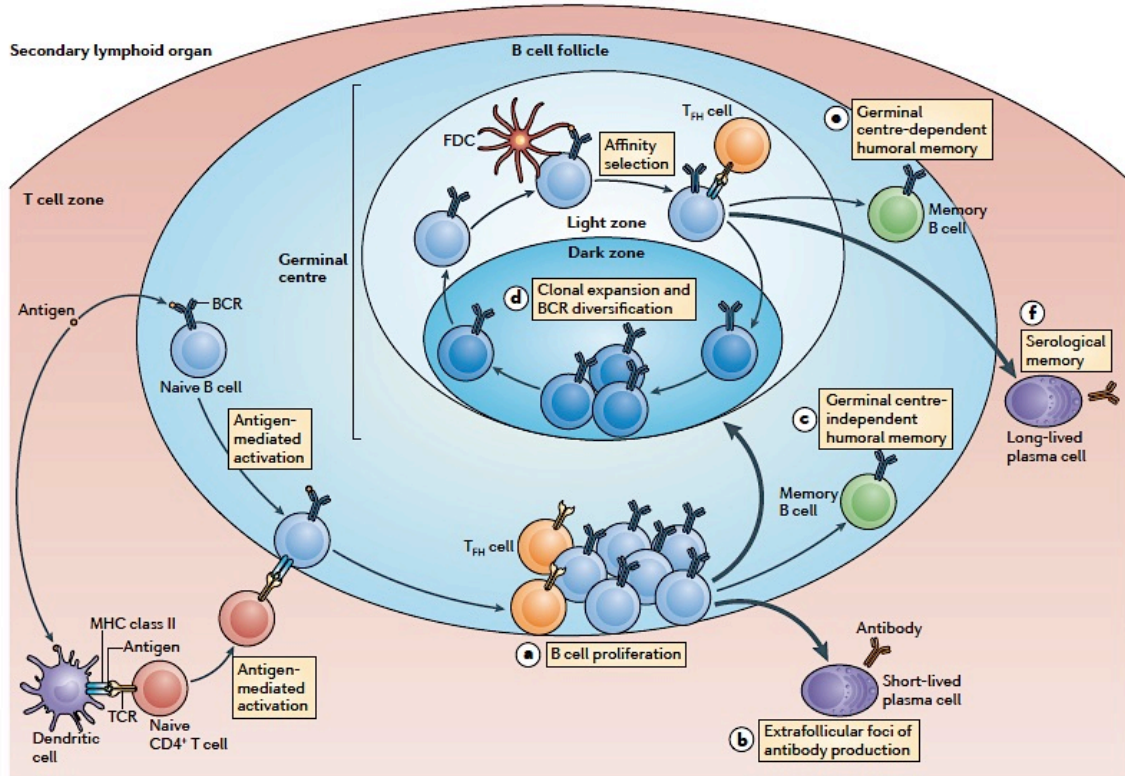 Secondary lymphoid organ
B cell follicle
T cell zone
Germinal
centre
FDC
Affinity
selection
T_FH cell
e
Germinal
centre-dependent
humoral memory
Memory
B cell
Light zone
Dark zone
d
Clonal expansion and
BCR diversification
Antigen
BCR
Naive B cell
Antigen-
mediated
activation
f
Serological
memory
Long-lived
plasma cell
c
Germinal centre-
independent
humoral memory
Memory
B cell
T_FH cell
a
B cell proliferation
MHC class II
Antigen
TCR
Dendritic
cell
Naive
CD4⁺ T cell
Antigen-
mediated
activation
Antibody
Short-lived
plasma cell
b
Extrafollicular foci of
antibody production